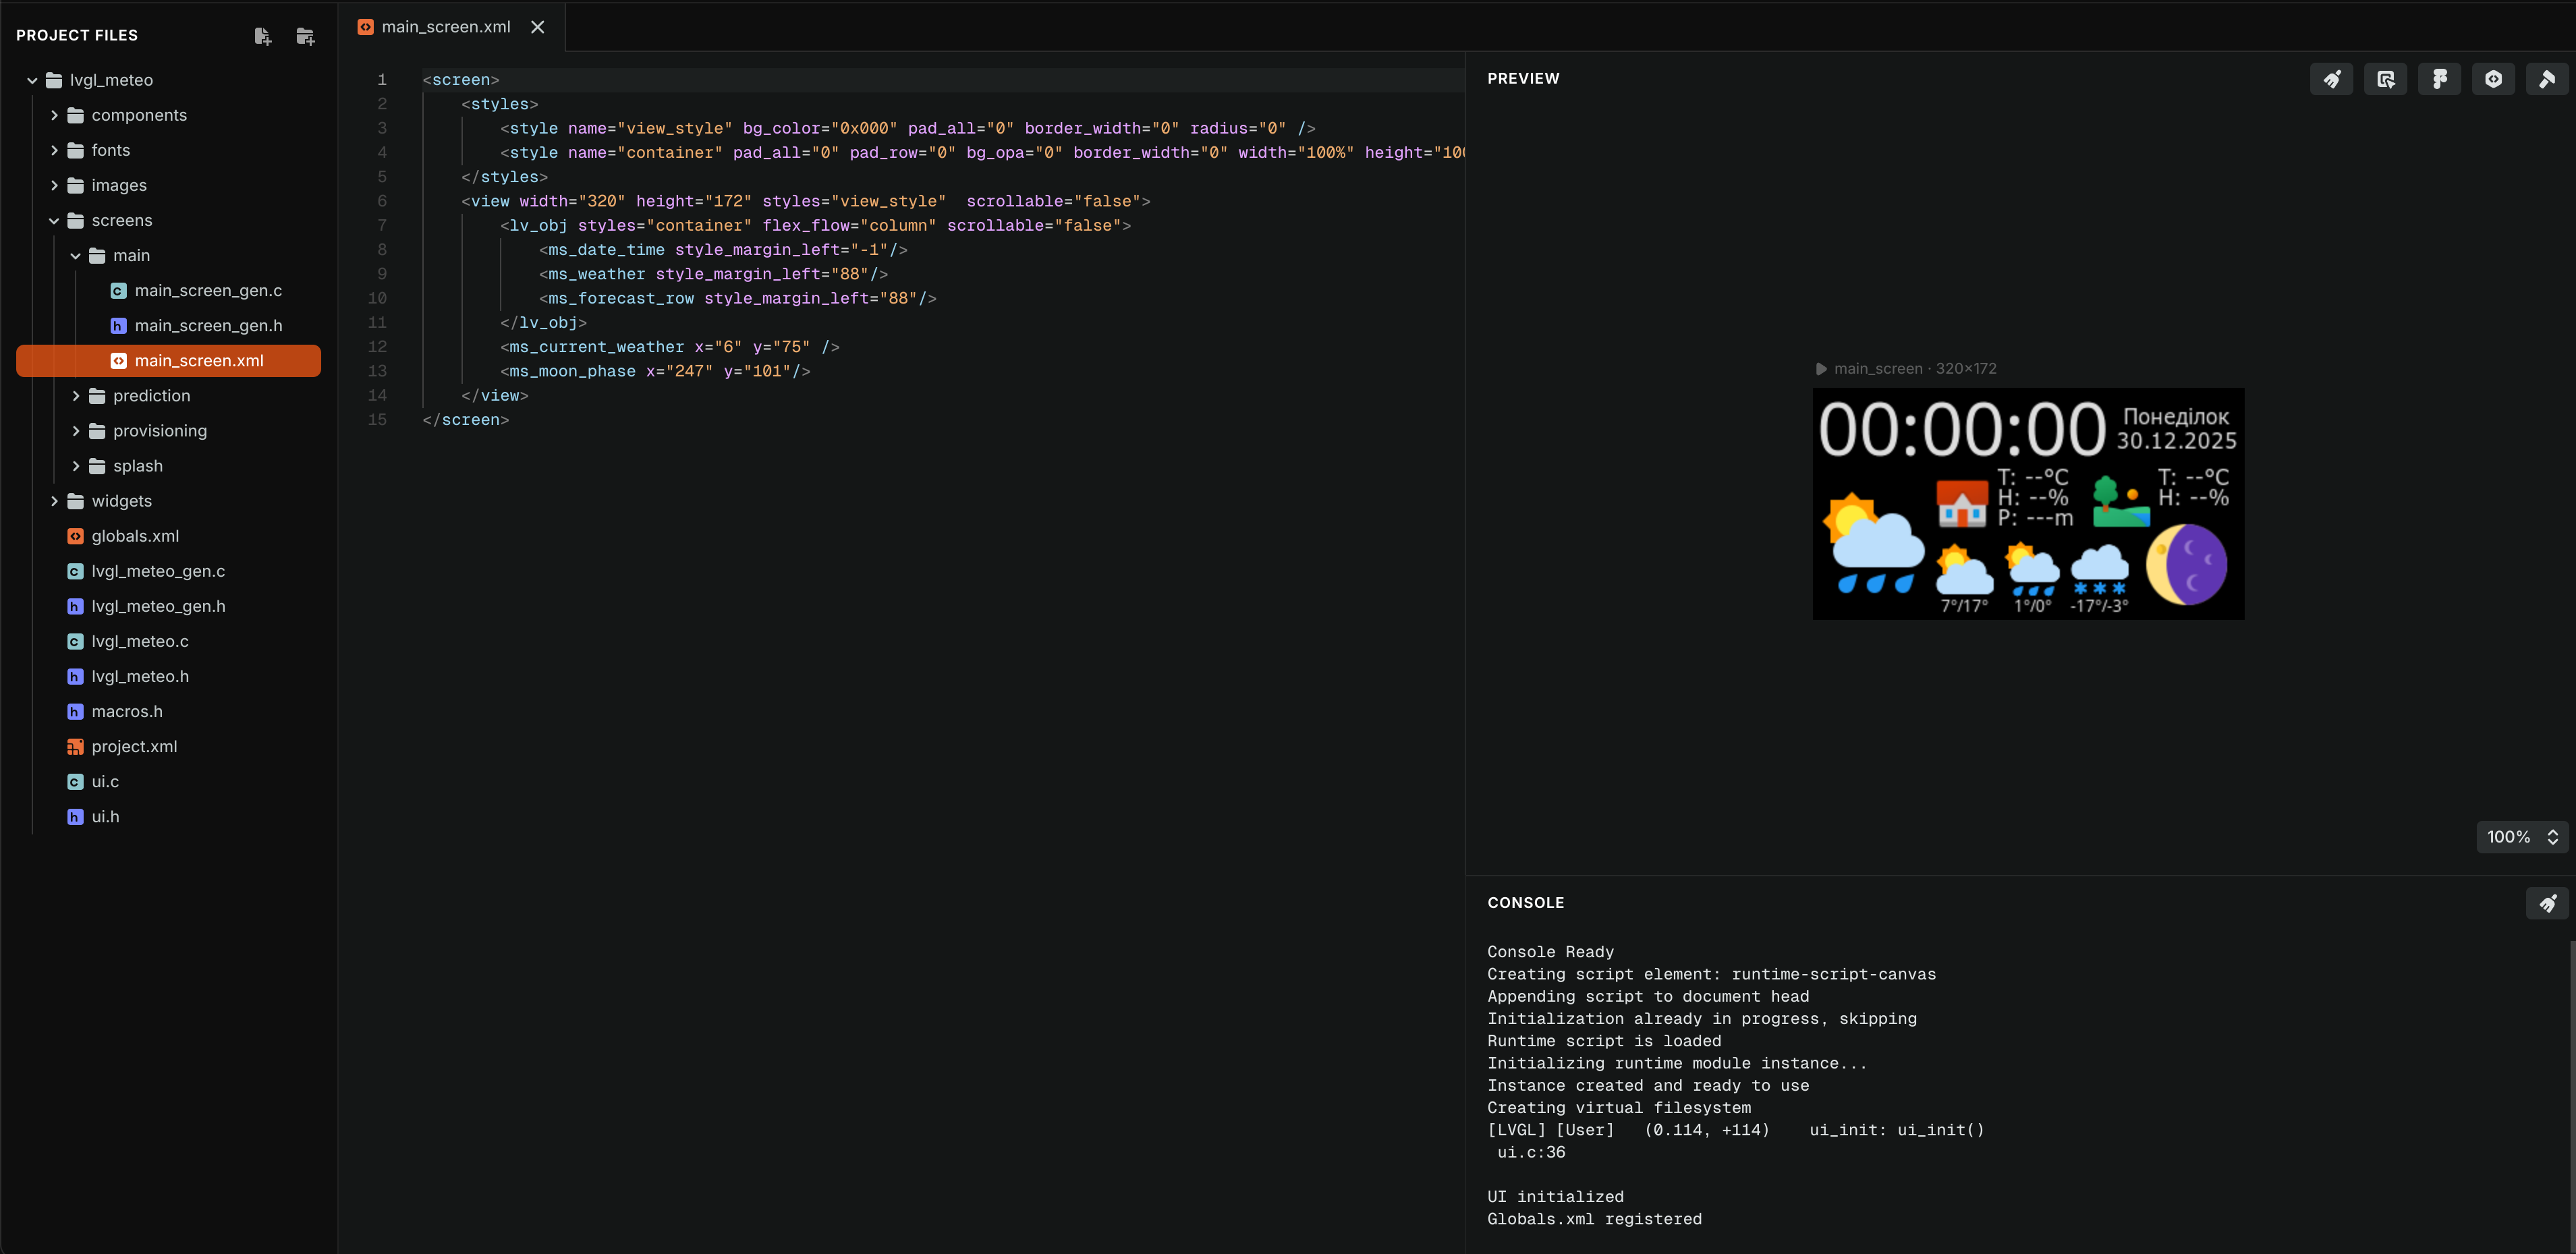 PROJECT FILES
lvgl_meteo
components
fonts
images
screens
main
main_screen_gen.c
main_screen_gen.h
main_screen.xml
prediction
provisioning
splash
widgets
globals.xml
lvgl_meteo_gen.c
lvgl_meteo_gen.h
lvgl_meteo.c
lvgl_meteo.h
macros.h
project.xml
ui.c
ui.h
main_screen.xml
1 <screen>
2 <styles>
3 <style name="view_style" bg_color="0x000" pad_all="0" border_width="0" radius="0" />
4 <style name="container" pad_all="0" pad_row="0" bg_opa="0" border_width="0" width="100%" height="10
5 </styles>
6 <view width="320" height="172" styles="view_style"  scrollable="false">
7 <lv_obj styles="container" flex_flow="column" scrollable="false">
8 <ms_date_time style_margin_left="-1"/>
9 <ms_weather style_margin_left="88"/>
10 <ms_forecast_row style_margin_left="88"/>
11 </lv_obj>
12 <ms_current_weather x="6" y="75" />
13 <ms_moon_phase x="247" y="101"/>
14 </view>
15 </screen>
PREVIEW
main_screen · 320×172
00:00:00
Понеділок
30.12.2025
T: --°C
H: --%
P: ---m
T: --°C
H: --%
7°/17°
1°/0°
-17°/-3°
100%
CONSOLE
Console Ready
Creating script element: runtime-script-canvas
Appending script to document head
Initialization already in progress, skipping
Runtime script is loaded
Initializing runtime module instance...
Instance created and ready to use
Creating virtual filesystem
[LVGL] [User]   (0.114, +114)    ui_init: ui_init()
ui.c:36
UI initialized
Globals.xml registered